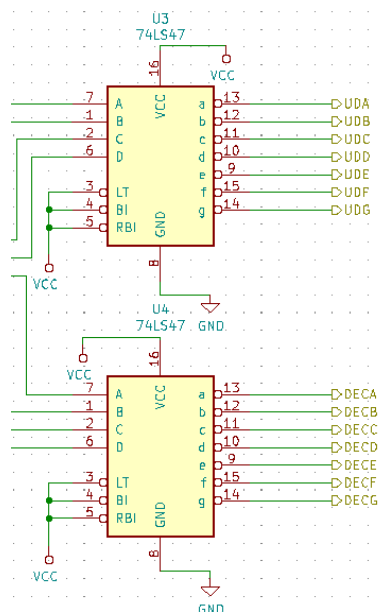 U3
74LS47
16 VCC
7 A VCC a 13 UDA
1 B b 12 UDB
2 C c 11 UDC
6 D d 10 UDD
e 9 UDE
3 LT f 15 UDF
4 BI g 14 UDG
5 RBI GND
VCC 8
GND
U4
74LS47
VCC 16
7 A VCC a 13 DECA
1 B b 12 DECB
2 C c 11 DECC
6 D d 10 DECD
e 9 DECE
3 LT f 15 DECF
4 BI g 14 DECG
5 RBI GND
VCC 8
GND